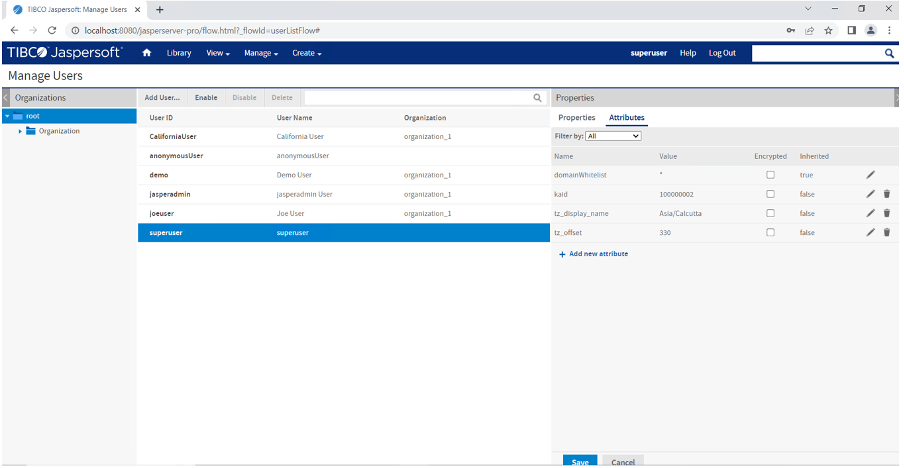 TIBCO Jaspersoft: Manage Users
localhost:8080/jasperserver-pro/flow.html?_flowId=userListFlow#
TIBCO Jaspersoft® Library View Manage Create superuser Help Log Out
Manage Users
Organizations
root
Organization
Add User... Enable Disable Delete
User ID User Name Organization
CaliforniaUser California User organization_1
anonymousUser anonymousUser
demo Demo User organization_1
jasperadmin jasperadmin User organization_1
joeuser Joe User organization_1
superuser superuser
Properties
Properties Attributes
Filter by: All
Name Value Encrypted Inherited
domainWhitelist * true
kaid 100000002 false
tz_display_name Asia/Calcutta false
tz_offset 330 false
+ Add new attribute
Save Cancel